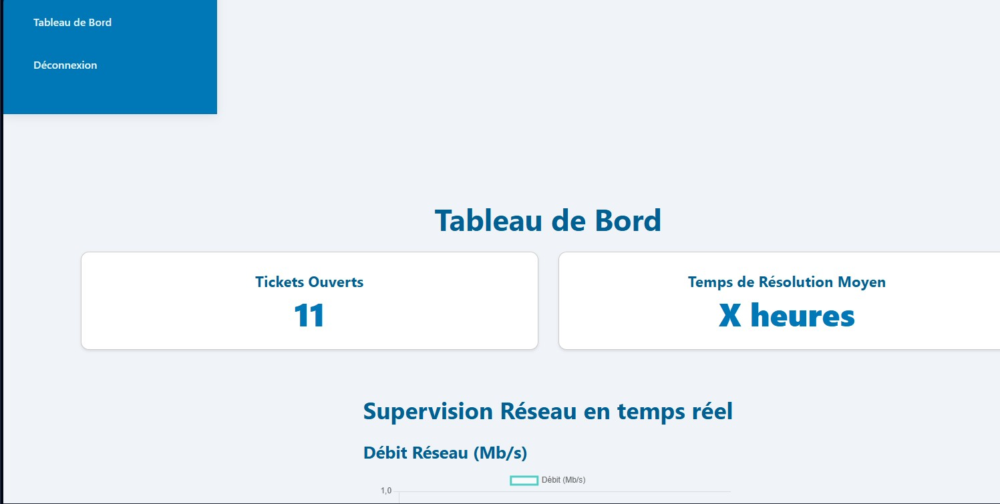 Tableau de Bord
Déconnexion
Tableau de Bord
Tickets Ouverts
11
Temps de Résolution Moyen
X heures
Supervision Réseau en temps réel
Débit Réseau (Mb/s)
Débit (Mb/s)
1,0